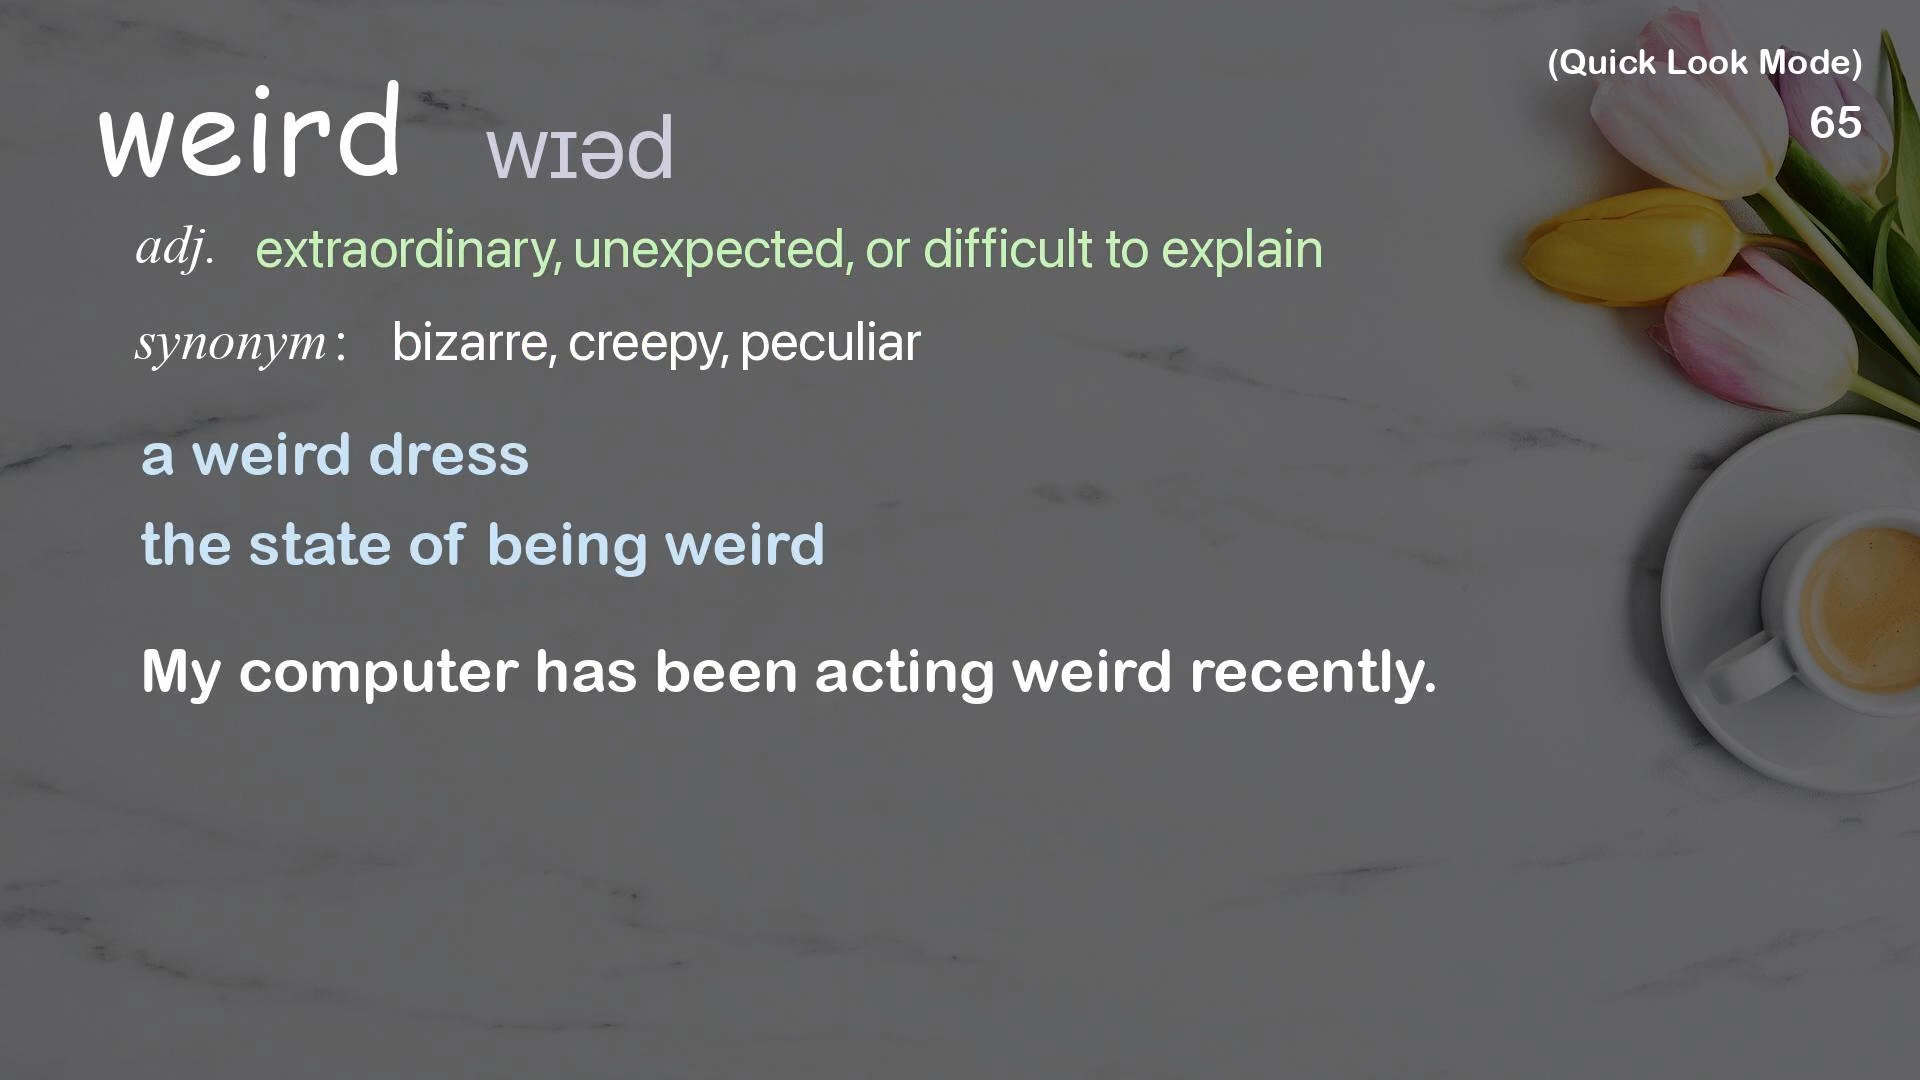 (Quick Look Mode)
65
weird wɪəd
adj. extraordinary, unexpected, or difficult to explain
synonym: bizarre, creepy, peculiar
a weird dress
the state of being weird
My computer has been acting weird recently.